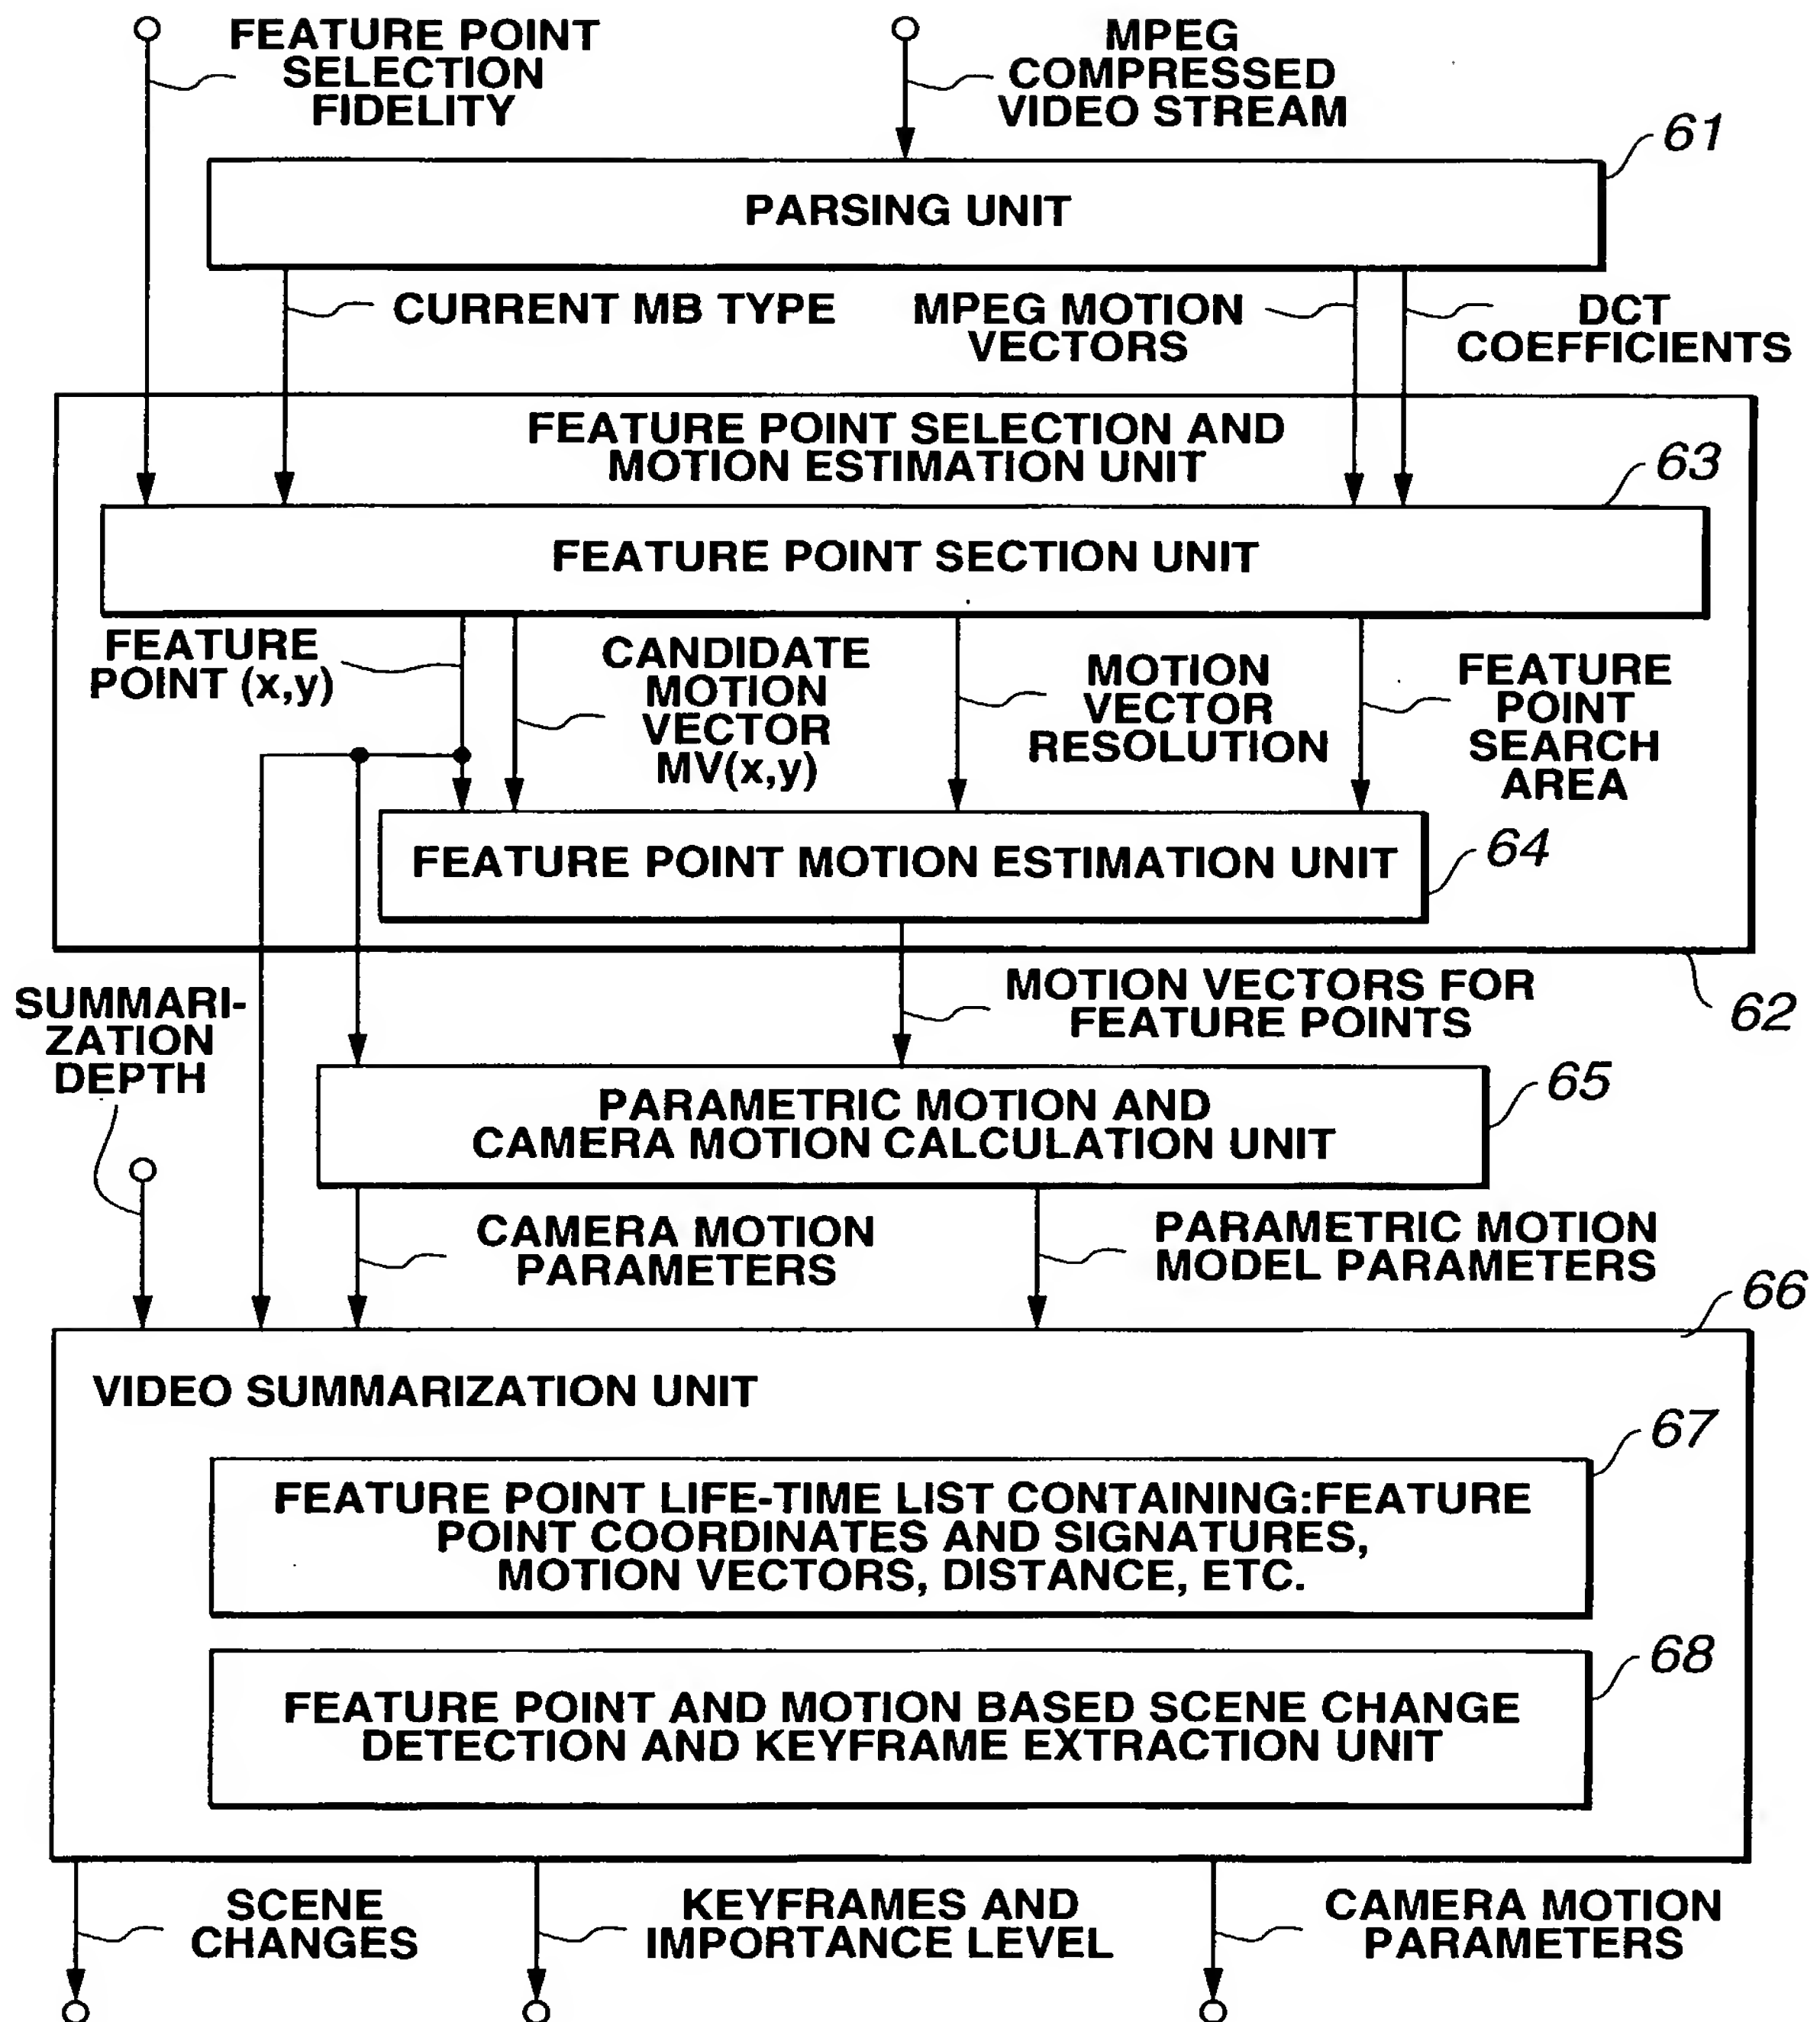 FEATURE POINT
SELECTION
FIDELITY
MPEG
COMPRESSED
VIDEO STREAM
61
PARSING UNIT
CURRENT MB TYPE
MPEG MOTION
VECTORS
DCT
COEFFICIENTS
FEATURE POINT SELECTION AND
MOTION ESTIMATION UNIT
63
FEATURE POINT SECTION UNIT
FEATURE
POINT (x,y)
CANDIDATE
MOTION
VECTOR
MV(x,y)
MOTION
VECTOR
RESOLUTION
FEATURE
POINT
SEARCH
AREA
FEATURE POINT MOTION ESTIMATION UNIT
64
62
SUMMARI-
ZATION
DEPTH
MOTION VECTORS FOR
FEATURE POINTS
65
PARAMETRIC MOTION AND
CAMERA MOTION CALCULATION UNIT
CAMERA MOTION
PARAMETERS
PARAMETRIC MOTION
MODEL PARAMETERS
66
VIDEO SUMMARIZATION UNIT
67
FEATURE POINT LIFE-TIME LIST CONTAINING:FEATURE
POINT COORDINATES AND SIGNATURES,
MOTION VECTORS, DISTANCE, ETC.
68
FEATURE POINT AND MOTION BASED SCENE CHANGE
DETECTION AND KEYFRAME EXTRACTION UNIT
SCENE
CHANGES
KEYFRAMES AND
IMPORTANCE LEVEL
CAMERA MOTION
PARAMETERS